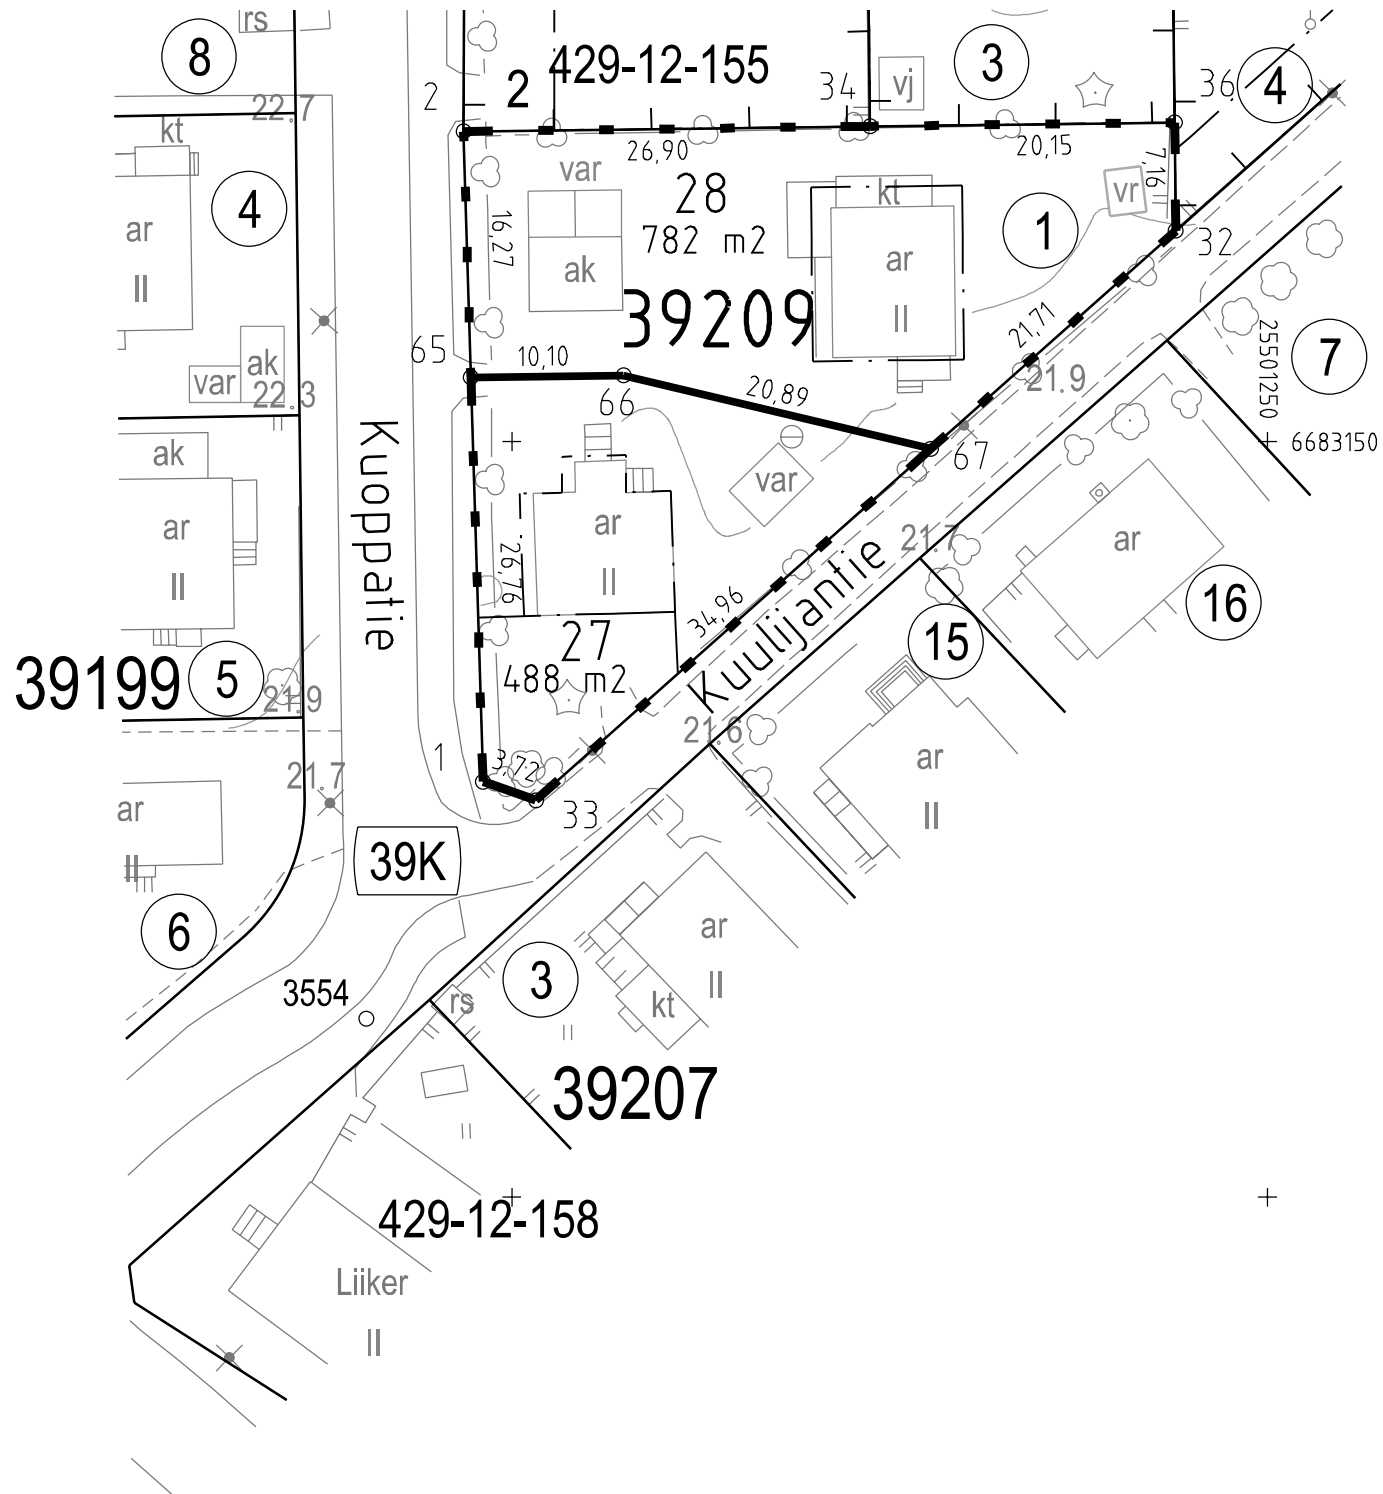 rs
8
2
2
429-12-155
34
vj
3
36
4
22.7
kt
26,90
20,15
7,16
var
28
kt
vr
4
ar
II
16,27
782 m2
1
32
ak
ar
II
39209
65
10,10
21,71
25501250
7
ak
var
22.3
66
20,89
21.9
Kuoppatie
67
6683150
ak
var
ar
II
ar
II
26,76
21.7
ar
Kuulijantie
34,96
16
27
15
39199
5
488 m2
21.9
21.6
1
3,72
21.7
ar
II
ar
II
33
39K
6
ar
II
3
3554
rs
kt
39207
429-12-158
Liiker
II